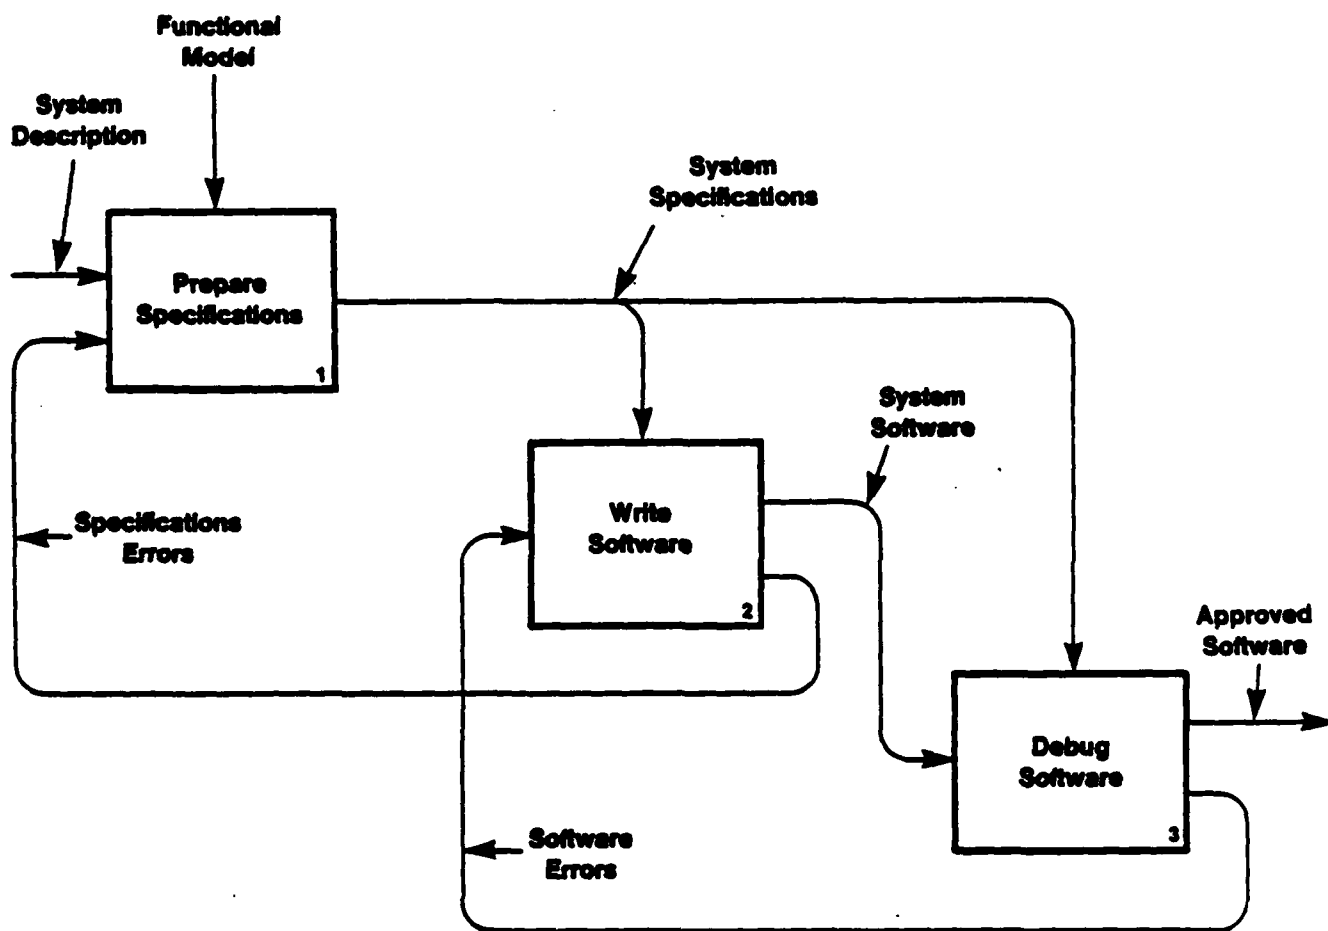 Functional
Model
System
Description
System
Specifications
Prepare
Specifications
1
System
Software
Write
Software
2
Specifications
Errors
Approved
Software
Debug
Software
3
Software
Errors